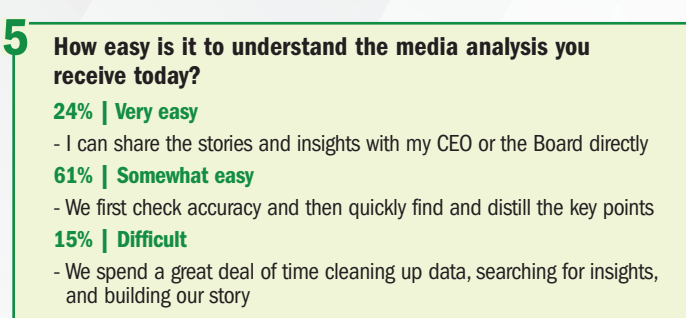 5
How easy is it to understand the media analysis you
receive today?
24% | Very easy
- I can share the stories and insights with my CEO or the Board directly
61% | Somewhat easy
- We first check accuracy and then quickly find and distill the key points
15% | Difficult
- We spend a great deal of time cleaning up data, searching for insights,
and building our story